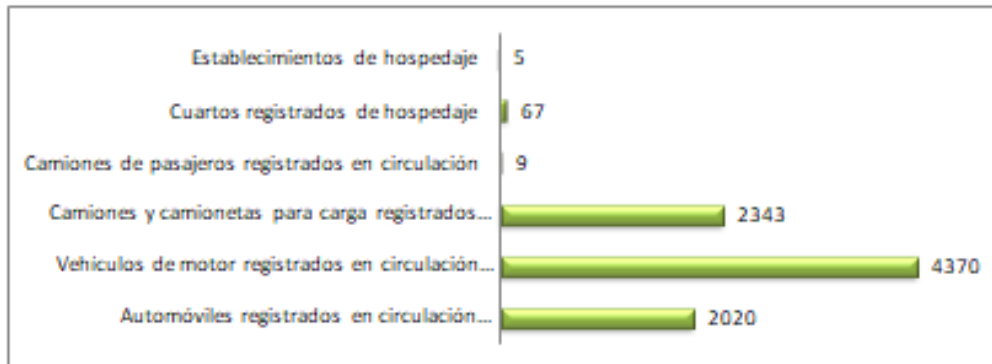 Establecimientos de hospedaje 5
Cuartos registrados de hospedaje 67
Camiones de pasajeros registrados en circulación 9
Camiones y camionetas para carga registrados... 2343
Vehículos de motor registrados en circulación... 4370
Automóviles registrados en circulación... 2020